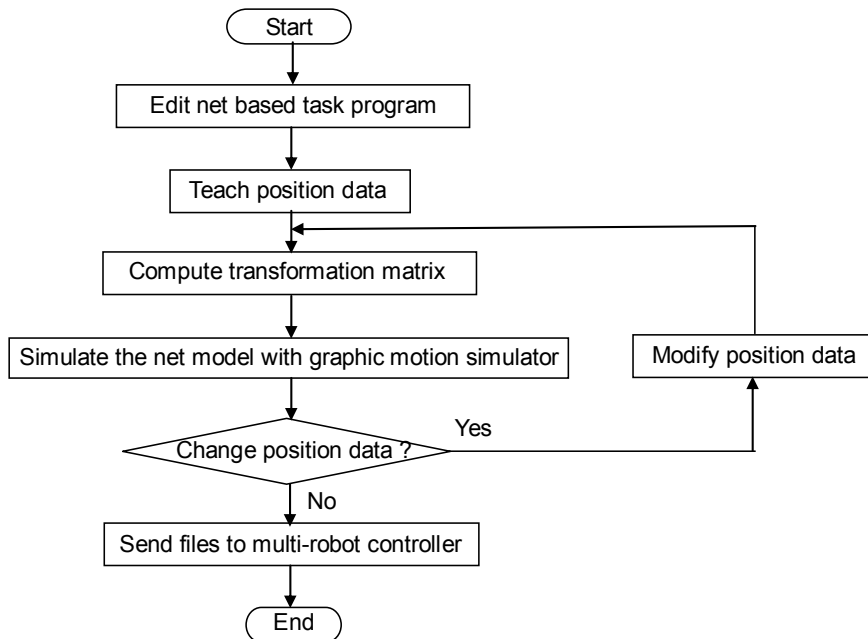 Start
Edit net based task program
Teach position data
Compute transformation matrix
Simulate the net model with graphic motion simulator
Modify position data
Change position data ?
Yes
No
Send files to multi-robot controller
End